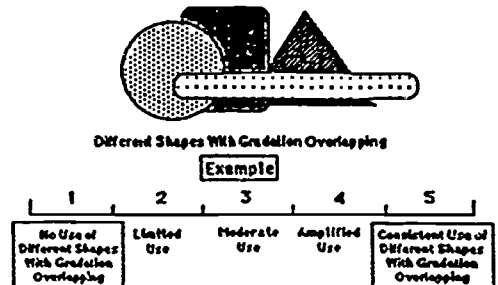 Different Shapes With Gradation Overlapping
Example
1 2 3 4 5
No Use of
Different Shapes
With Gradation
Overlapping
Limited
Use
Moderate
Use
Amplified
Use
Consistent Use of
Different Shapes
With Gradation
Overlapping